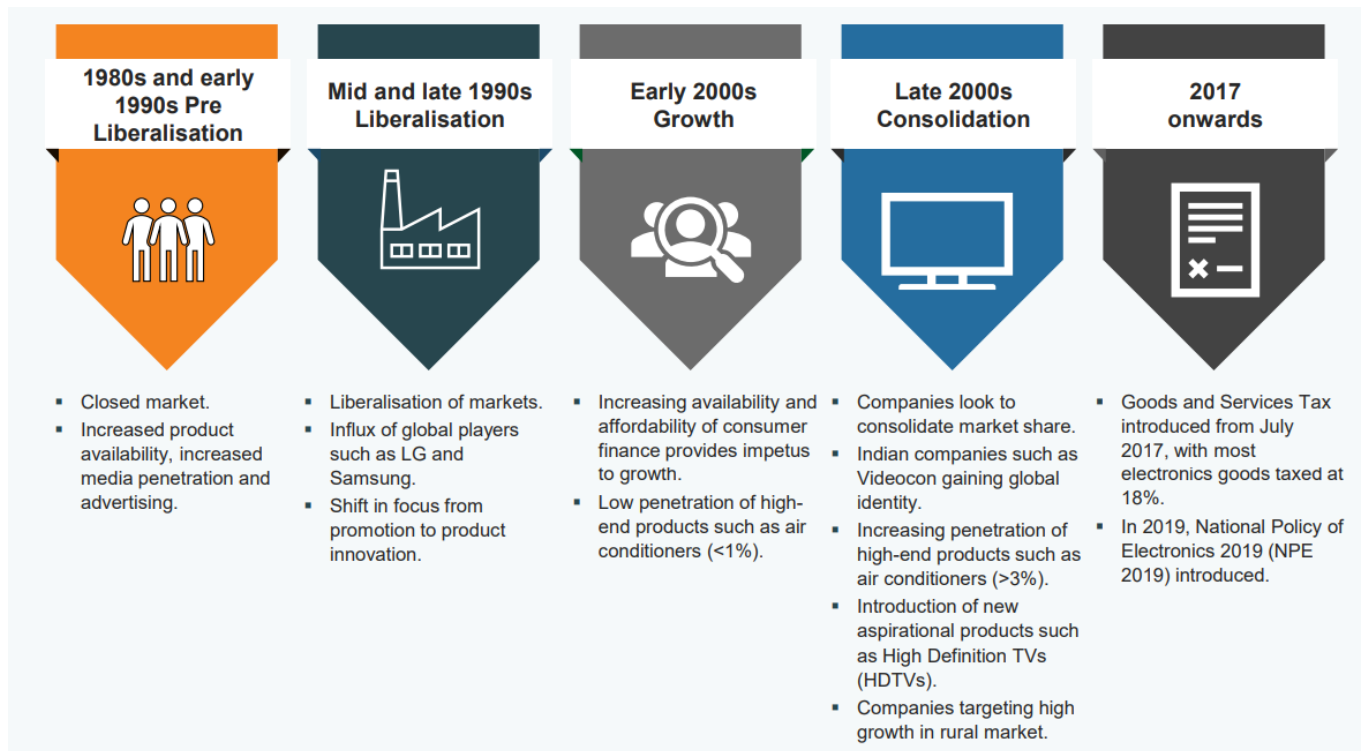 1980s and early
1990s Pre
Liberalisation
▪ Closed market.
▪ Increased product
availability, increased
media penetration and
advertising.
Mid and late 1990s
Liberalisation
▪ Liberalisation of markets.
▪ Influx of global players
such as LG and
Samsung.
▪ Shift in focus from
promotion to product
innovation.
Early 2000s
Growth
▪ Increasing availability and
affordability of consumer
finance provides impetus
to growth.
▪ Low penetration of high-
end products such as air
conditioners (<1%).
Late 2000s
Consolidation
▪ Companies look to
consolidate market share.
▪ Indian companies such as
Videocon gaining global
identity.
▪ Increasing penetration of
high-end products such as
air conditioners (>3%).
▪ Introduction of new
aspirational products such
as High Definition TVs
(HDTVs).
▪ Companies targeting high
growth in rural market.
2017
onwards
▪ Goods and Services Tax
introduced from July
2017, with most
electronics goods taxed at
18%.
▪ In 2019, National Policy of
Electronics 2019 (NPE
2019) introduced.